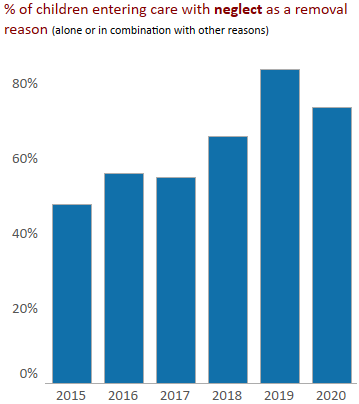 % of children entering care with neglect as a removal
reason (alone or in combination with other reasons)
80%
60%
40%
20%
0%
2015 2016 2017 2018 2019 2020